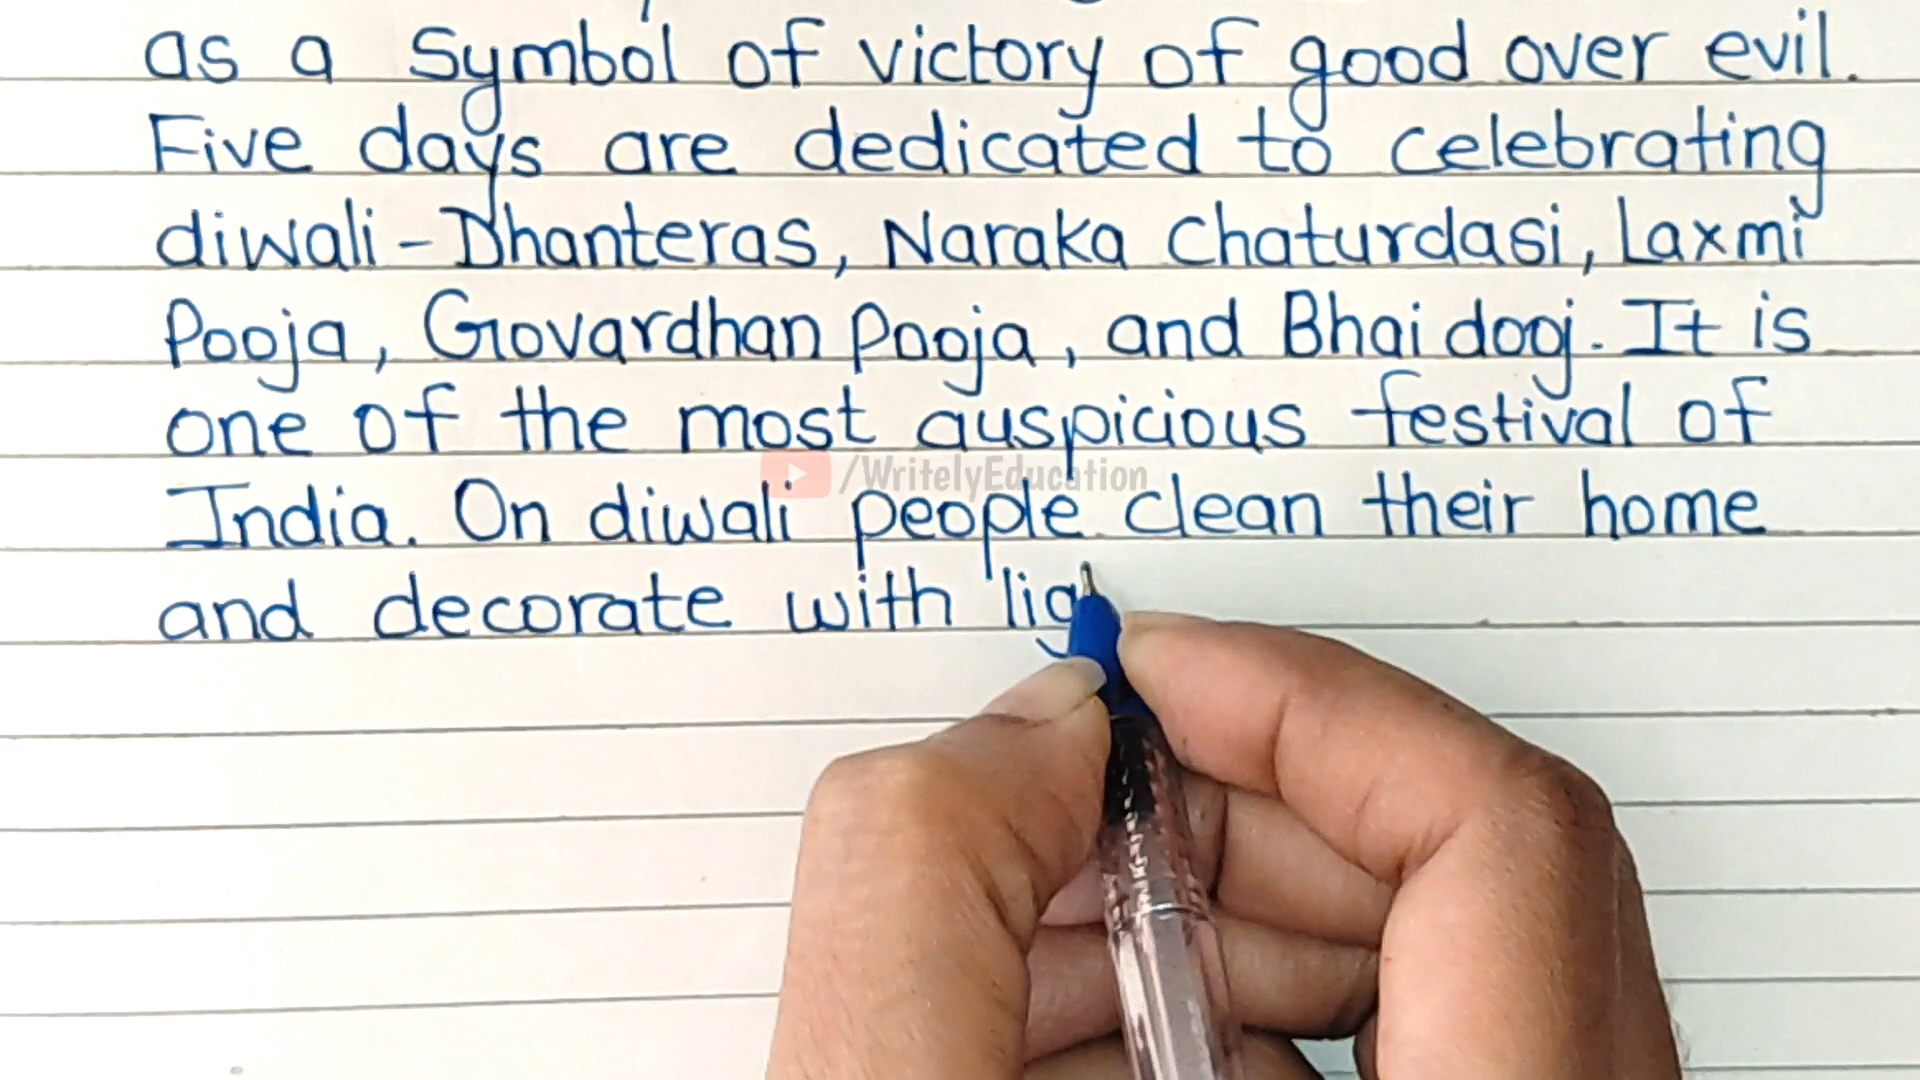 as a symbol of victory of good over evil.
Five days are dedicated to celebrating
diwali - Dhanteras, Naraka Chaturdasi, Laxmi
Pooja, Govardhan Pooja, and Bhai dooj. It is
one of the most auspicious festival of
/WritelyEducation
India. On diwali people clean their home
and decorate with lig